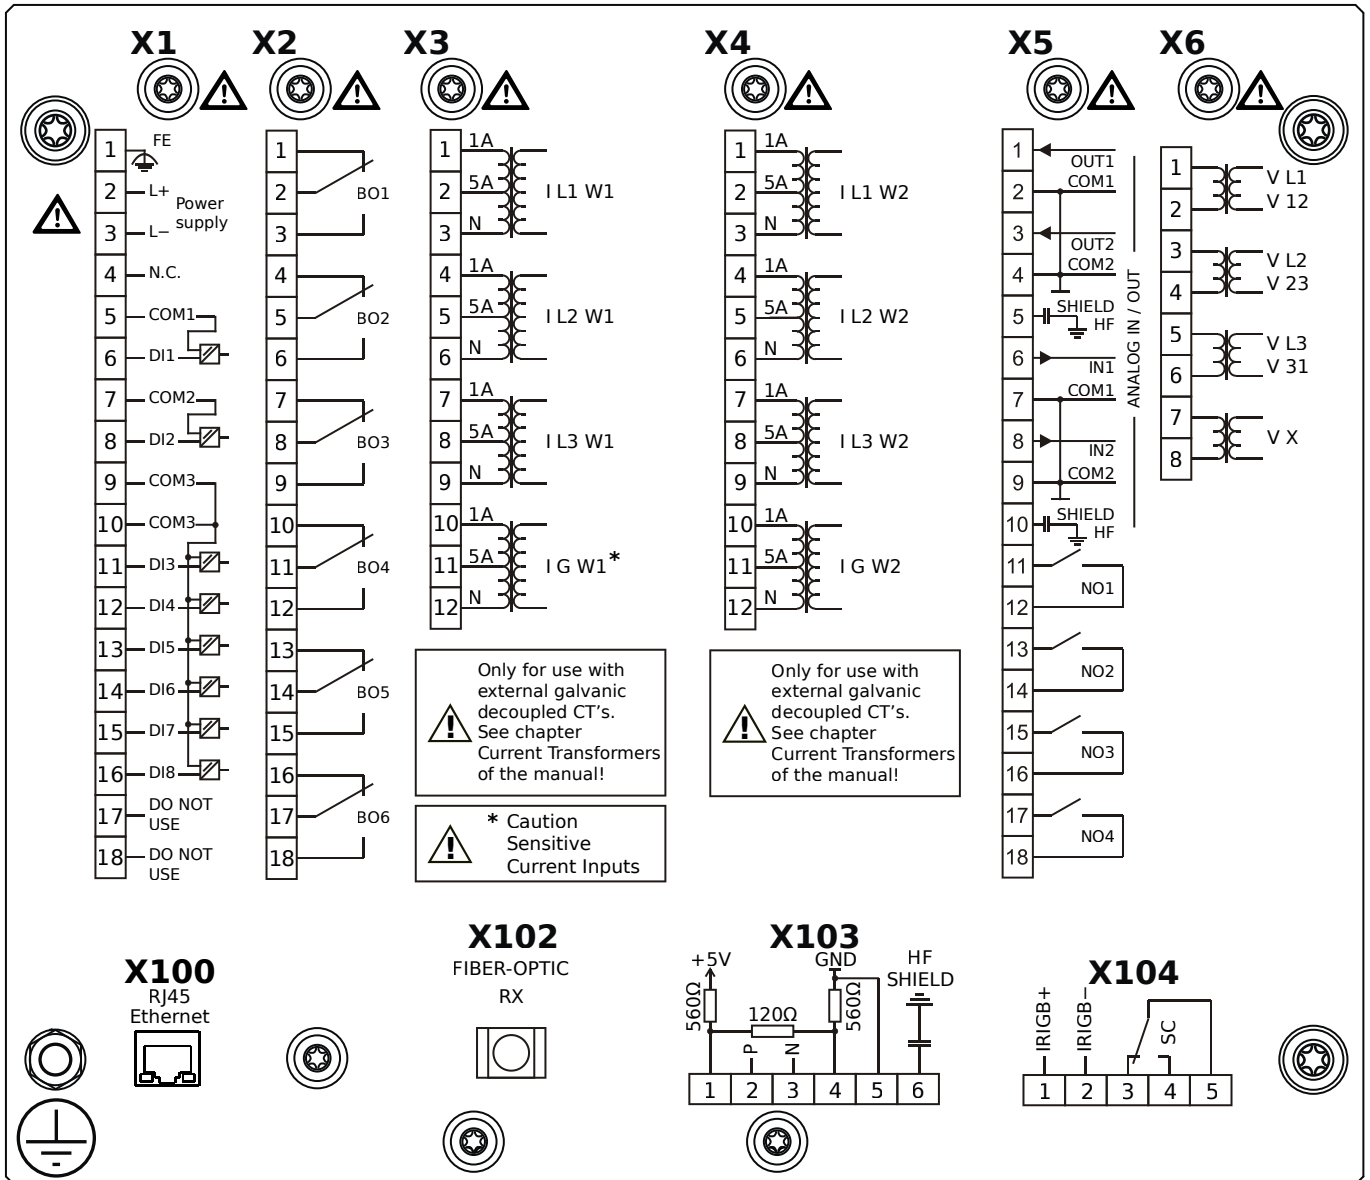 X1
X2
X3
X4
X5
X6
1
FE
2
L+
Power
supply
3
L−
4
N.C.
5
COM1
6
DI1
7
COM2
8
DI2
9
COM3
10
COM3
11
DI3
12
DI4
13
DI5
14
DI6
15
DI7
16
DI8
17
DO NOT
USE
18
DO NOT
USE
1
2
BO1
3
4
5
BO2
6
7
8
BO3
9
10
11
BO4
12
13
14
BO5
15
16
17
BO6
18
1
1A
2
5A
I L1 W1
3
N
4
1A
5
5A
I L2 W1
6
N
7
1A
8
5A
I L3 W1
9
N
10
1A
11
5A
I G W1*
12
N
Only for use with
external galvanic
decoupled CT's.
See chapter
Current Transformers
of the manual!
* Caution
Sensitive
Current Inputs
1
1A
2
5A
I L1 W2
3
N
4
1A
5
5A
I L2 W2
6
N
7
1A
8
5A
I L3 W2
9
N
10
1A
11
5A
I G W2
12
N
Only for use with
external galvanic
decoupled CT's.
See chapter
Current Transformers
of the manual!
1
OUT1
2
COM1
3
OUT2
4
COM2
5
SHIELD
HF
6
IN1
7
COM1
8
IN2
9
COM2
10
SHIELD
HF
ANALOG IN / OUT
11
NO1
12
13
NO2
14
15
NO3
16
17
NO4
18
1
V L1
2
V 12
3
V L2
4
V 23
5
V L3
6
V 31
7
V X
8
X100
RJ45
Ethernet
X102
FIBER-OPTIC
RX
X103
+5V
GND
HF
SHIELD
560Ω
120Ω
560Ω
P
N
1
2
3
4
5
6
X104
IRIGB+
IRIGB−
SC
1
2
3
4
5